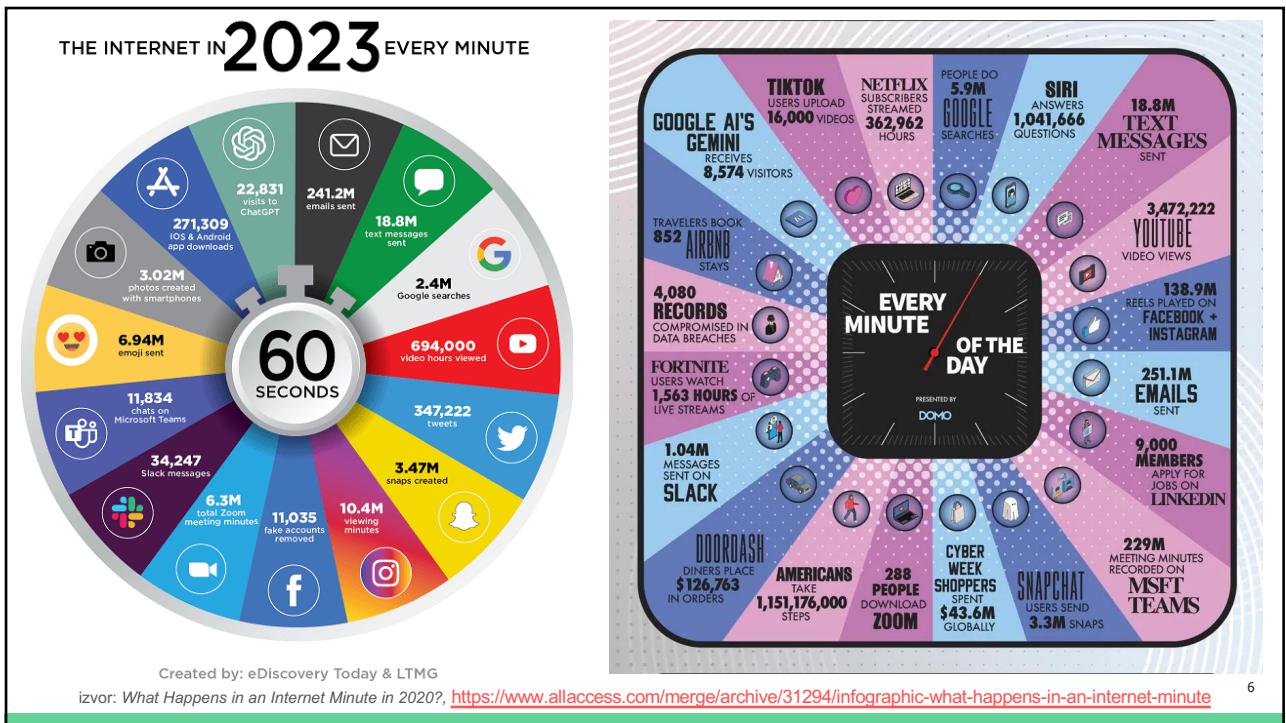 THE INTERNET IN 2023 EVERY MINUTE
241.2M
emails sent
18.8M
text messages
sent
2.4M
Google searches
694,000
video hours viewed
347,222
tweets
3.47M
snaps created
10.4M
viewing
minutes
11,035
fake accounts
removed
6.3M
total Zoom
meeting minutes
34,247
Slack messages
11,834
chats on
Microsoft Teams
6.94M
emoji sent
3.02M
photos created
with smartphones
271,309
IOS & Android
app downloads
22,831
visits to
ChatGPT
60
SECONDS
Created by: eDiscovery Today & LTMG
PEOPLE DO
5.9M
GOOGLE
SEARCHES
SIRI
ANSWERS
1,041,666
QUESTIONS
18.8M
TEXT
MESSAGES
SENT
3,472,222
YOUTUBE
VIDEO VIEWS
138.9M
REELS PLAYED ON
FACEBOOK +
INSTAGRAM
251.1M
EMAILS
SENT
9,000
MEMBERS
APPLY FOR
JOBS ON
LINKEDIN
229M
MEETING MINUTES
RECORDED ON
MSFT
TEAMS
SNAPCHAT
USERS SEND
3.3M SNAPS
CYBER
WEEK
SHOPPERS
SPENT
$43.6M
GLOBALLY
288
PEOPLE
DOWNLOAD
ZOOM
AMERICANS
TAKE
1,151,176,000
STEPS
DOORDASH
DINERS PLACE
$126,763
IN ORDERS
1.04M
MESSAGES
SENT ON
SLACK
FORTNITE
USERS WATCH
1,563 HOURS OF
LIVE STREAMS
4,080
RECORDS
COMPROMISED IN
DATA BREACHES
TRAVELERS BOOK
852 AIRBNB
STAYS
GOOGLE AI'S
GEMINI
RECEIVES
8,574 VISITORS
TIKTOK
USERS UPLOAD
16,000 VIDEOS
NETFLIX
SUBSCRIBERS
STREAMED
362,962
HOURS
EVERY
MINUTE
OF THE
DAY
PRESENTED BY
DOMO
izvor: What Happens in an Internet Minute in 2020?, https://www.allaccess.com/merge/archive/31294/infographic-what-happens-in-an-internet-minute
6